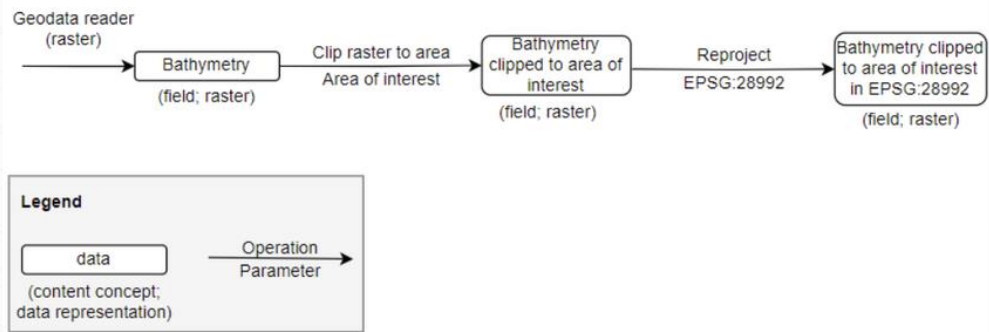 Geodata reader
(raster)
Bathymetry
(field; raster)
Clip raster to area
Area of interest
Bathymetry
clipped to area of
interest
(field; raster)
Reproject
EPSG:28992
Bathymetry clipped
to area of interest
in EPSG:28992
(field; raster)
Legend
data
(content concept;
data representation)
Operation
Parameter